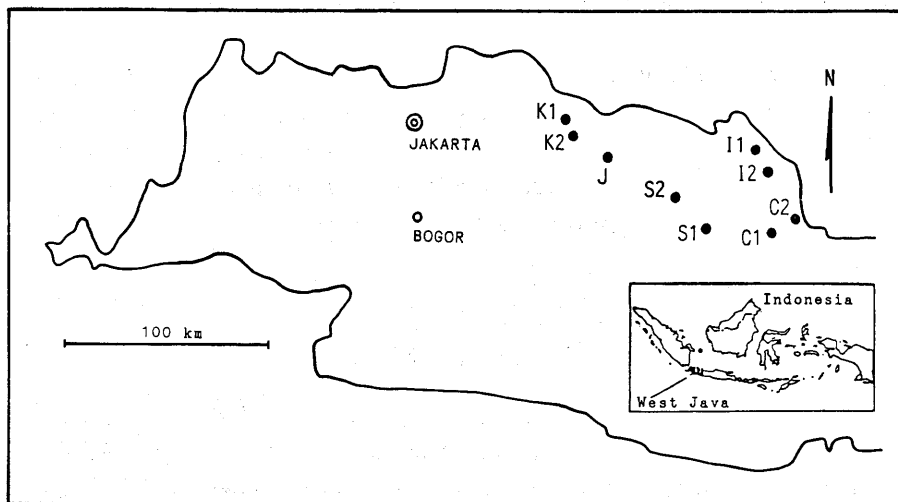 N
K1
JAKARTA
K2
I1
J
I2
S2
C2
BOGOR
S1
C1
Indonesia
100 km
West Java